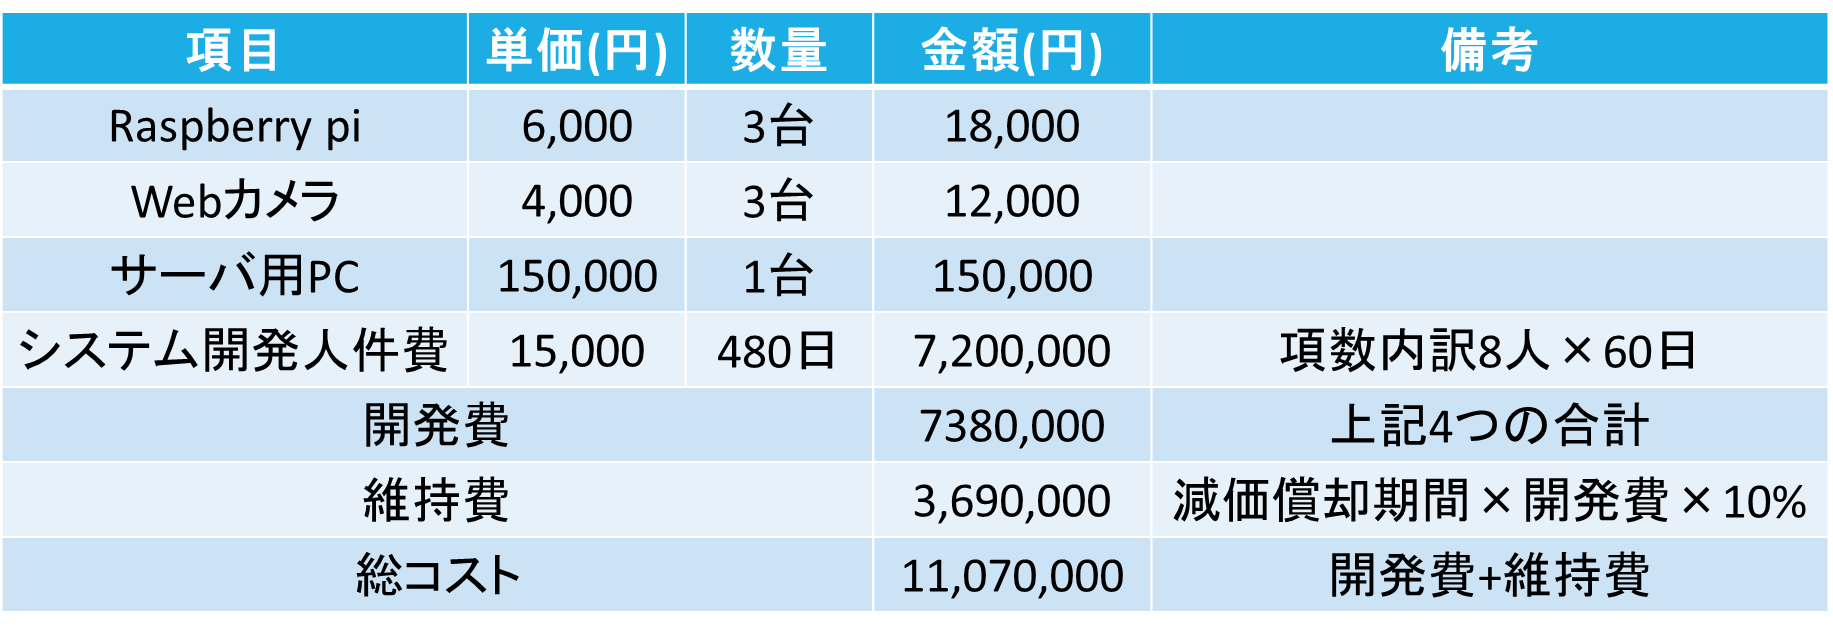 項目 単価(円) 数量 金額(円) 備考
Raspberry pi 6,000 3台 18,000
Webカメラ 4,000 3台 12,000
サーバ用PC 150,000 1台 150,000
システム開発人件費 15,000 480日 7,200,000 項数内訳8人×60日
開発費 7380,000 上記4つの合計
維持費 3,690,000 減価償却期間×開発費×10%
総コスト 11,070,000 開発費+維持費